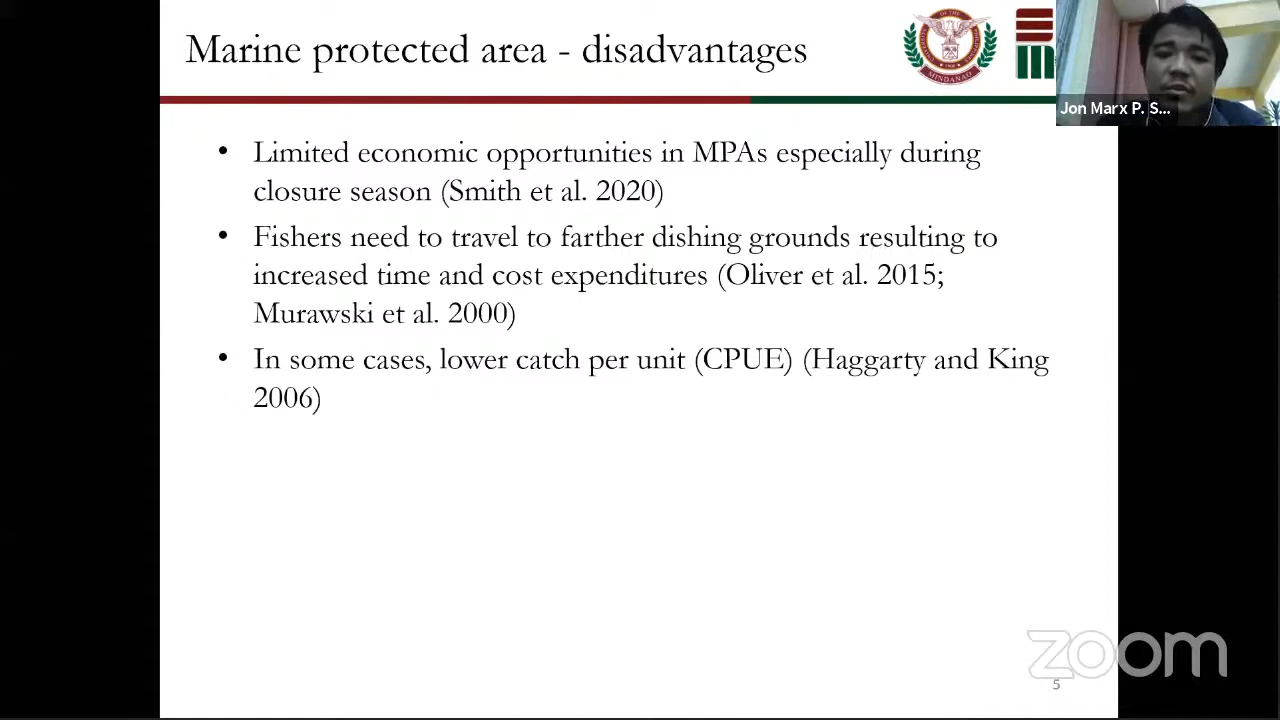 Marine protected area - disadvantages
MINDANAO
Jon Marx P. S...
• Limited economic opportunities in MPAs especially during
closure season (Smith et al. 2020)
• Fishers need to travel to farther dishing grounds resulting to
increased time and cost expenditures (Oliver et al. 2015;
Murawski et al. 2000)
• In some cases, lower catch per unit (CPUE) (Haggarty and King
2006)
zoom
5